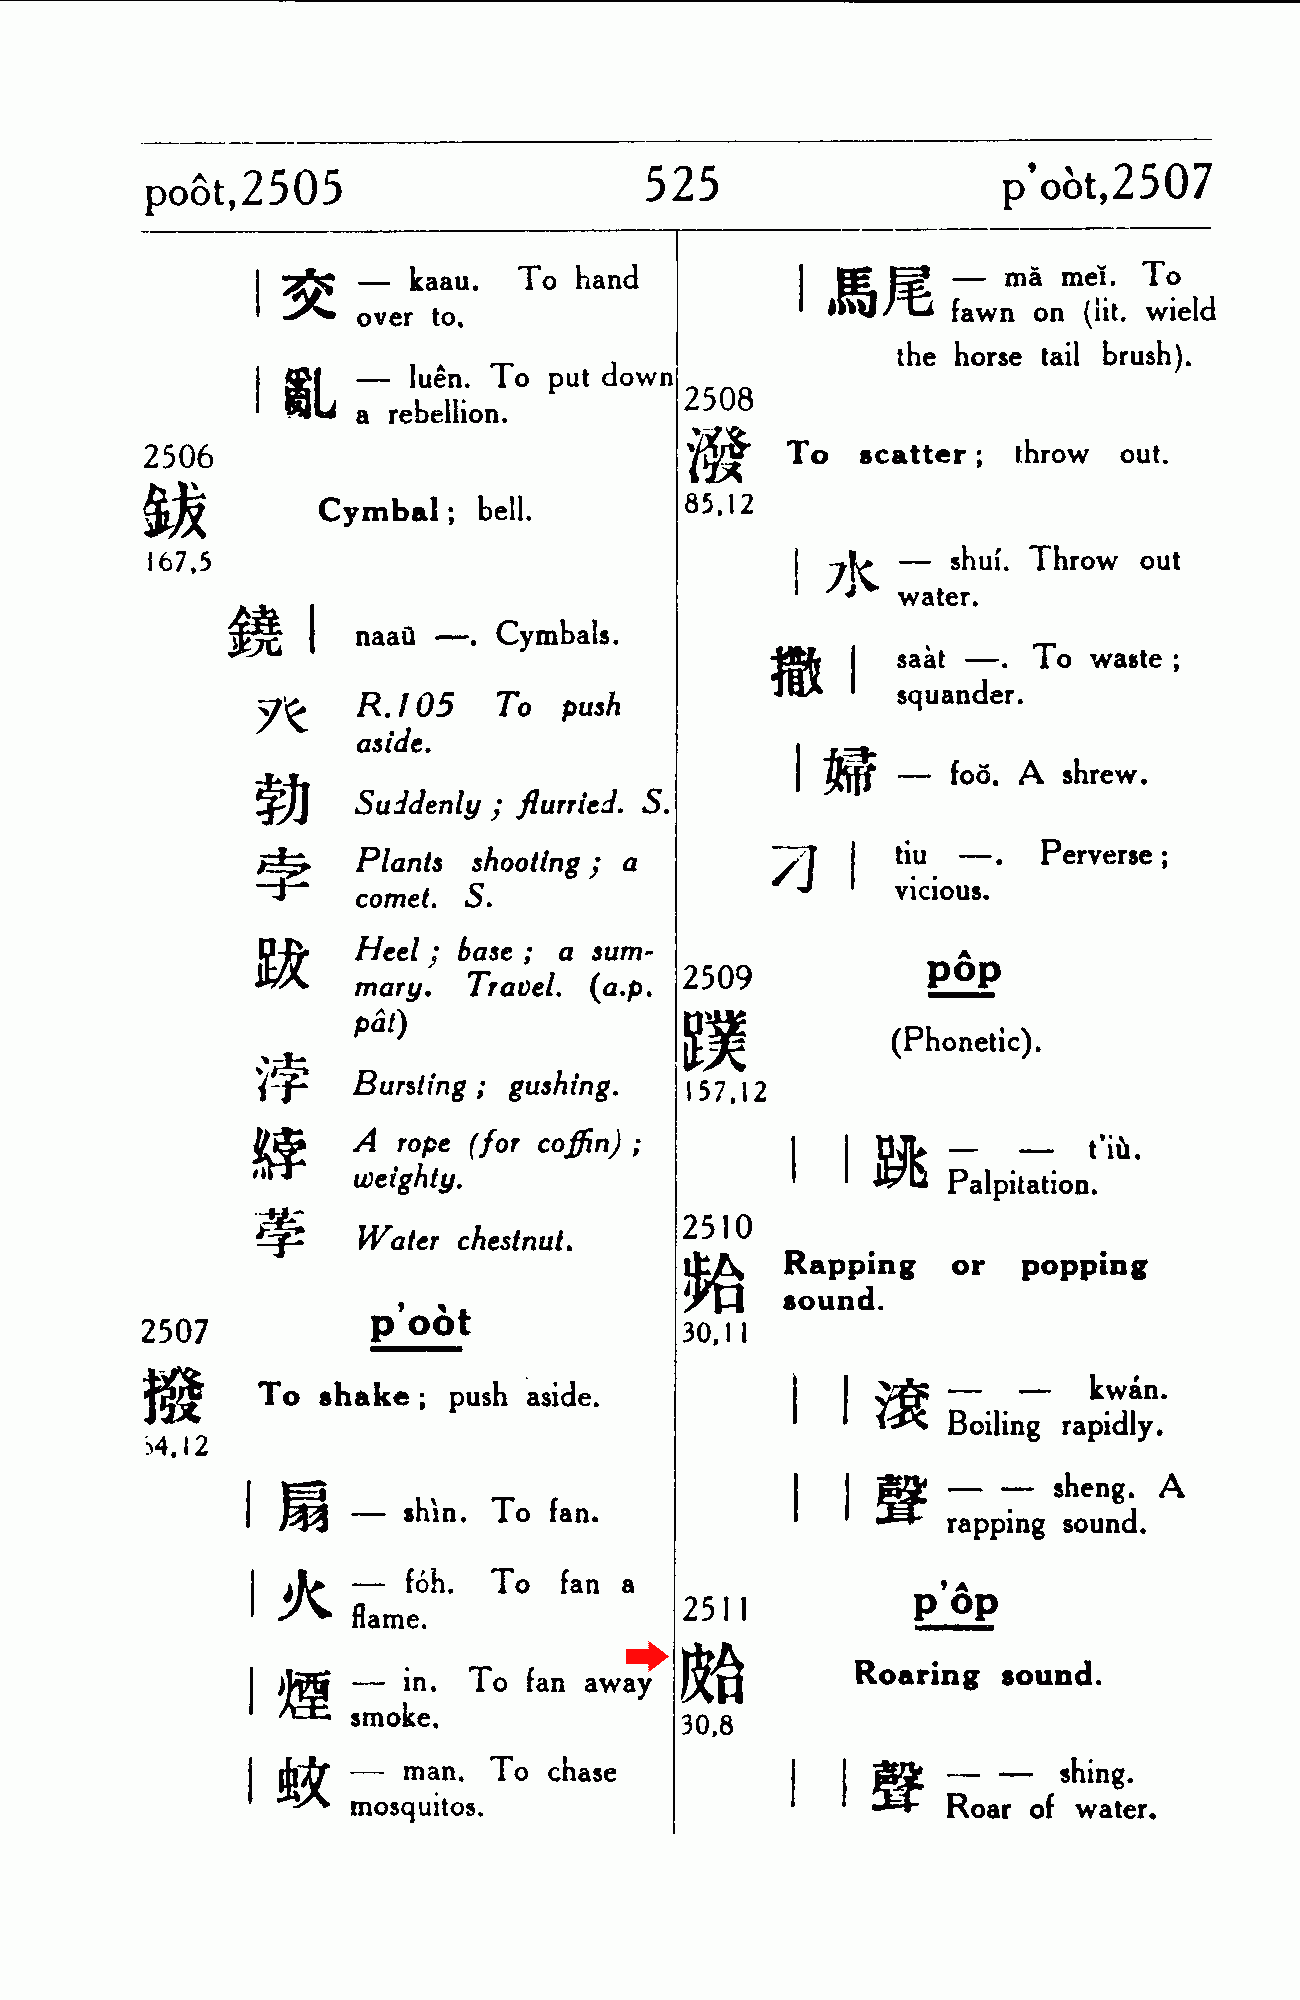 poôt,2505 525 p’oòt,2507
| 交 — kaau. To hand
over to.
| 亂 — luên. To put down
a rebellion.
2506
鈸 Cymbal; bell.
167,5
鐃 | naaū —. Cymbals.
癶 R.105 To push
aside.
勃 Suddenly; flurried. S.
孛 Plants shooting; a
comet. S.
跋 Heel; base; a sum-
mary. Travel. (a.p.
pât)
浡 Bursting; gushing.
綍 A rope (for coffin);
weighty.
荸 Water chestnut.
2507 p’oòt
撥 To shake; push aside.
64,12
| 扇 — shìn. To fan.
| 火 — fóh. To fan a
flame.
| 煙 — in. To fan away
smoke.
| 蚊 — man. To chase
mosquitos.
| 馬尾 — mă meĭ. To
fawn on (lit. wield
the horse tail brush).
2508
潑 To scatter; throw out.
85,12
| 水 — shuí. Throw out
water.
撒 | saàt —. To waste;
squander.
| 婦 — foŏ. A shrew.
刁 | tiu —. Perverse;
vicious.
2509 pôp
蹼 (Phonetic).
157,12
| | 跳 — — t’iù.
Palpitation.
2510
Rapping or popping
sound.
30,11
| | 滾 — — kwán.
Boiling rapidly.
| | 聲 — — sheng. A
rapping sound.
2511 p’ôp
Roaring sound.
30,8
| | 聲 — — shing.
Roar of water.